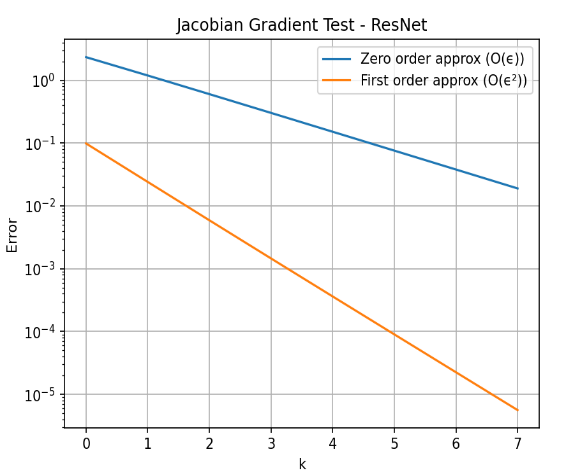 Jacobian Gradient Test - ResNet
Zero order approx (O(ϵ))
First order approx (O(ϵ²))
Error
10⁰
10⁻¹
10⁻²
10⁻³
10⁻⁴
10⁻⁵
0 1 2 3 4 5 6 7
k